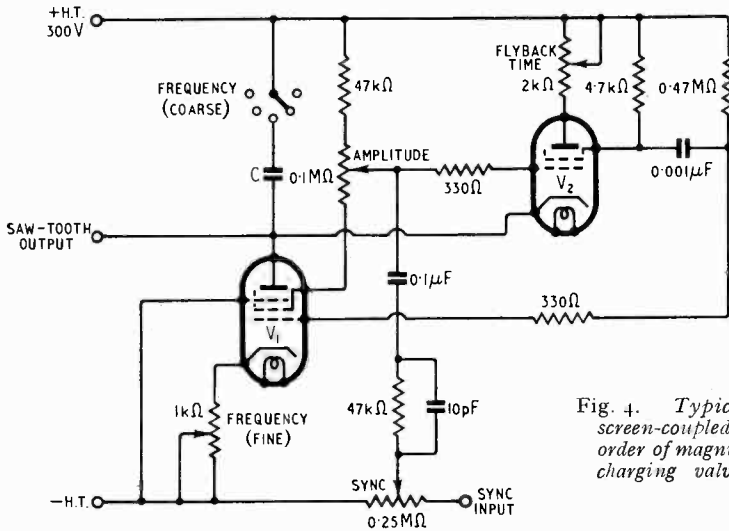 +H.T.
300V
FREQUENCY
(COARSE)
47kΩ
FLYBACK
TIME
2kΩ
4·7kΩ
0·47MΩ
C
0·1MΩ
AMPLITUDE
330Ω
V2
0·001μF
SAW-TOOTH
OUTPUT
0·1μF
330Ω
V1
1kΩ
FREQUENCY
(FINE)
47kΩ
10pF
Fig. 4. Typic
screen-coupled
order of magni
charging valv
−H.T.
SYNC
SYNC
INPUT
0·25MΩ